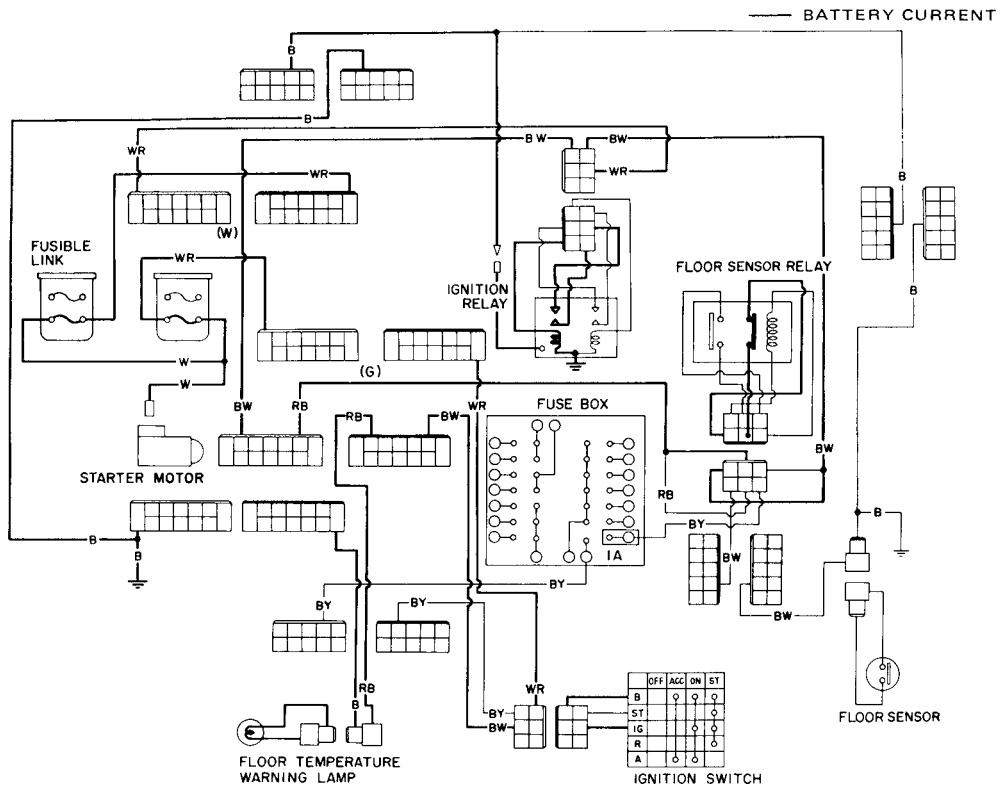 BATTERY CURRENT
B
B
B W
BW
WR
WR
WR
B
(W)
FUSIBLE
LINK
WR
IGNITION
RELAY
FLOOR SENSOR RELAY
B
W
(G)
W
BW
RB
RB
BW
WR
FUSE BOX
BW
STARTER MOTOR
RB
BY
B
B
1A
BW
B
BY
BY
BY
BW
RB
B
WR
BY
BW
OFF ACC ON ST
B
ST
IG
R
A
FLOOR SENSOR
FLOOR TEMPERATURE
WARNING LAMP
IGNITION SWITCH